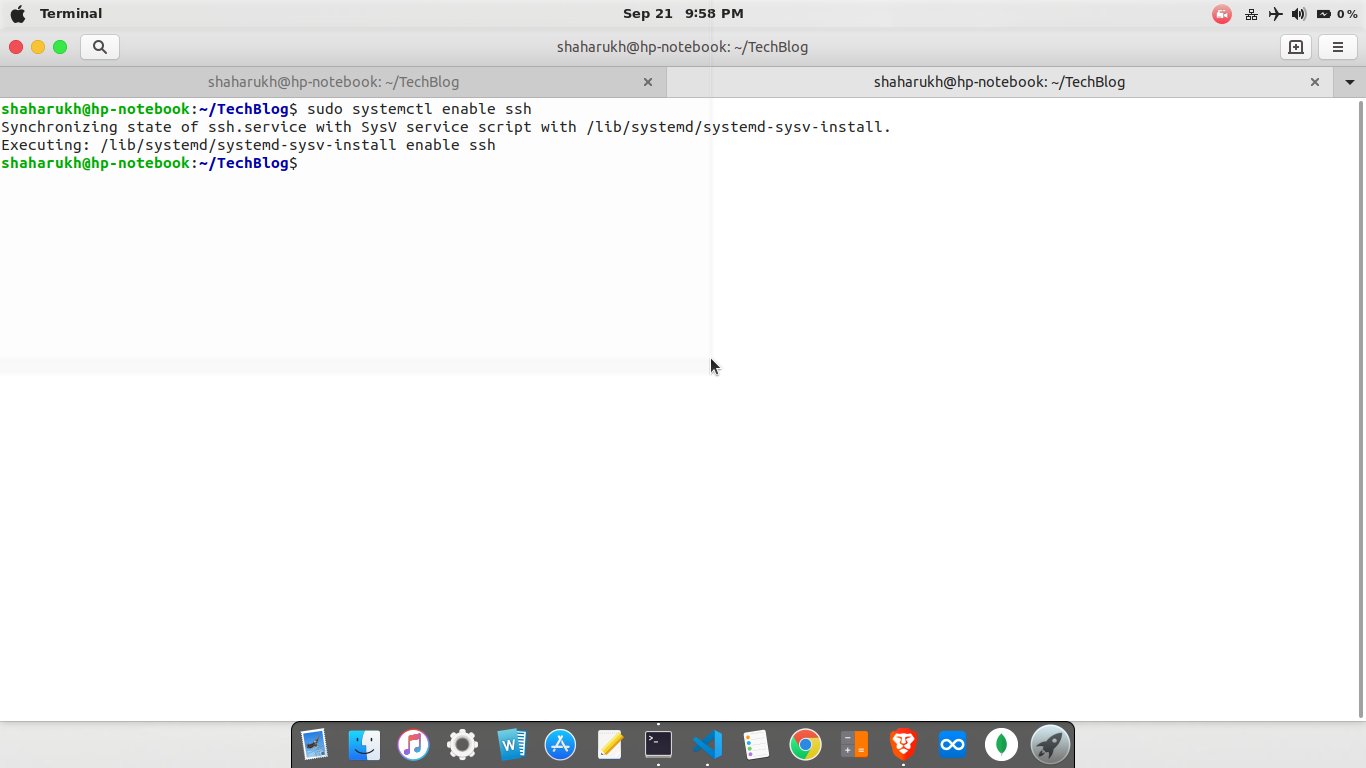 Terminal
Sep 21 9:58 PM
0 %
shaharukh@hp-notebook: ~/TechBlog
shaharukh@hp-notebook: ~/TechBlog
shaharukh@hp-notebook: ~/TechBlog
shaharukh@hp-notebook:~/TechBlog$ sudo systemctl enable ssh
Synchronizing state of ssh.service with SysV service script with /lib/systemd/systemd-sysv-install.
Executing: /lib/systemd/systemd-sysv-install enable ssh
shaharukh@hp-notebook:~/TechBlog$